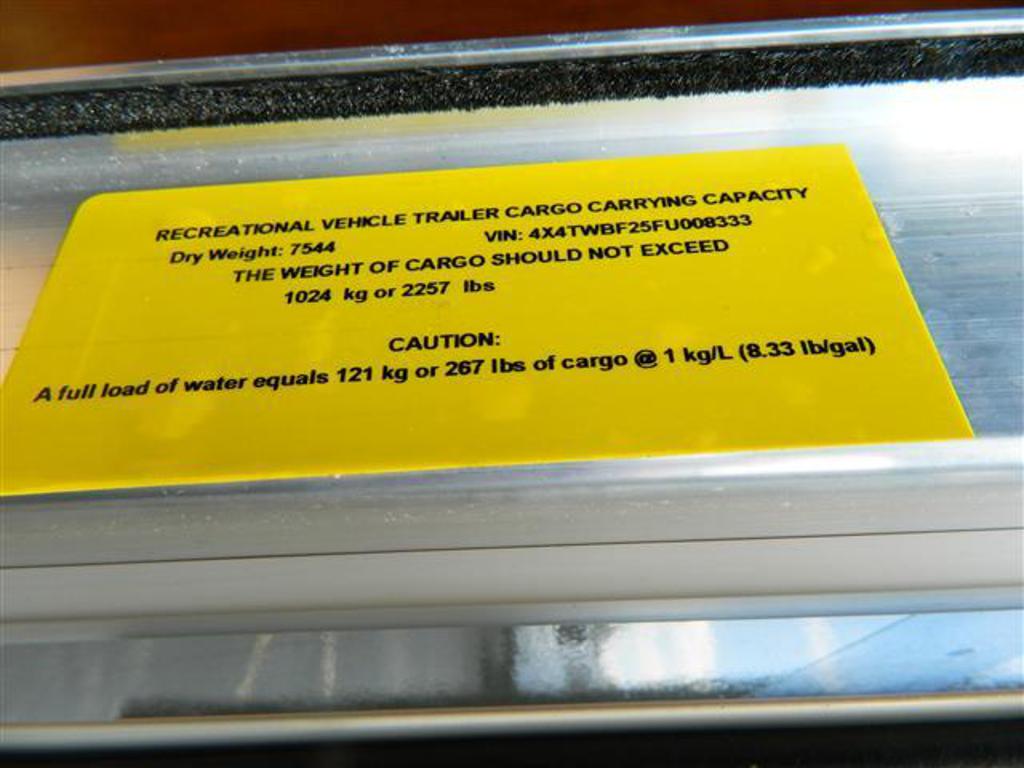 RECREATIONAL VEHICLE TRAILER CARGO CARRYING CAPACITY
Dry Weight: 7544 VIN: 4X4TWBF25FU008333
THE WEIGHT OF CARGO SHOULD NOT EXCEED
1024 kg or 2257 lbs
CAUTION:
A full load of water equals 121 kg or 267 lbs of cargo @ 1 kg/L (8.33 lb/gal)